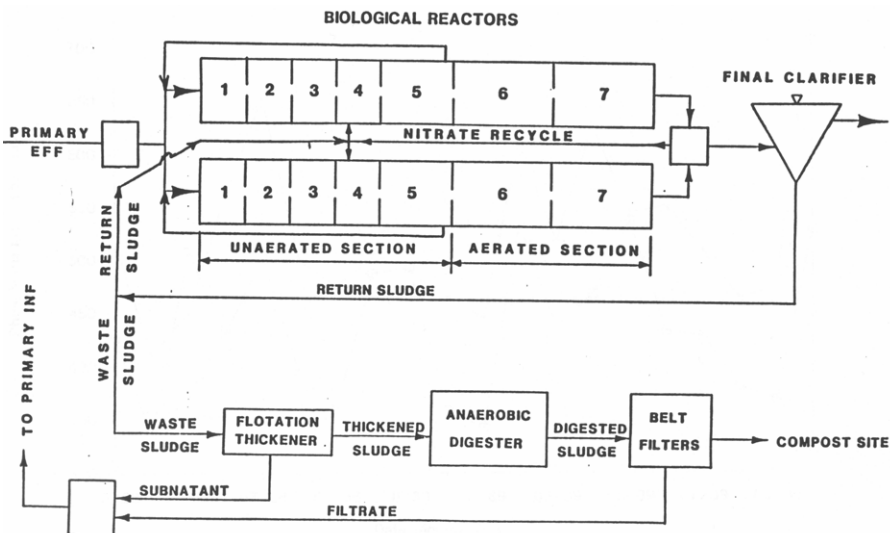 BIOLOGICAL REACTORS
1 2 3 4 5 6 7
FINAL CLARIFIER
PRIMARY
EFF
NITRATE RECYCLE
1 2 3 4 5 6 7
RETURN
SLUDGE
UNAERATED SECTION
AERATED SECTION
RETURN SLUDGE
WASTE
SLUDGE
TO PRIMARY INF
WASTE
SLUDGE
FLOTATION
THICKENER
THICKENED
SLUDGE
ANAEROBIC
DIGESTER
DIGESTED
SLUDGE
BELT
FILTERS
COMPOST SITE
SUBNATANT
FILTRATE